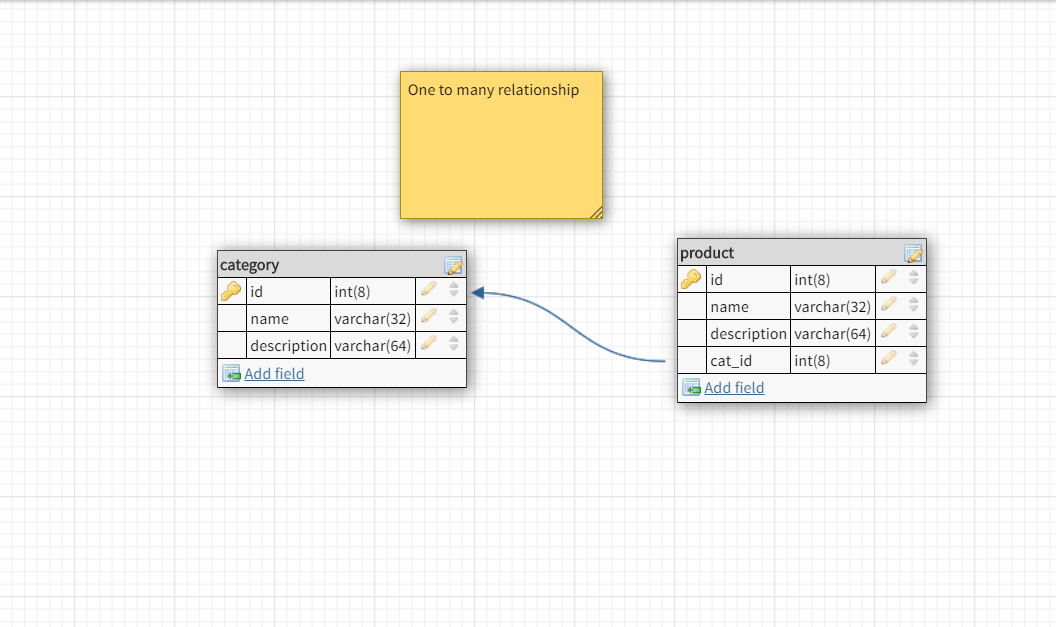 One to many relationship
category
id int(8)
name varchar(32)
description varchar(64)
Add field
product
id int(8)
name varchar(32)
description varchar(64)
cat_id int(8)
Add field